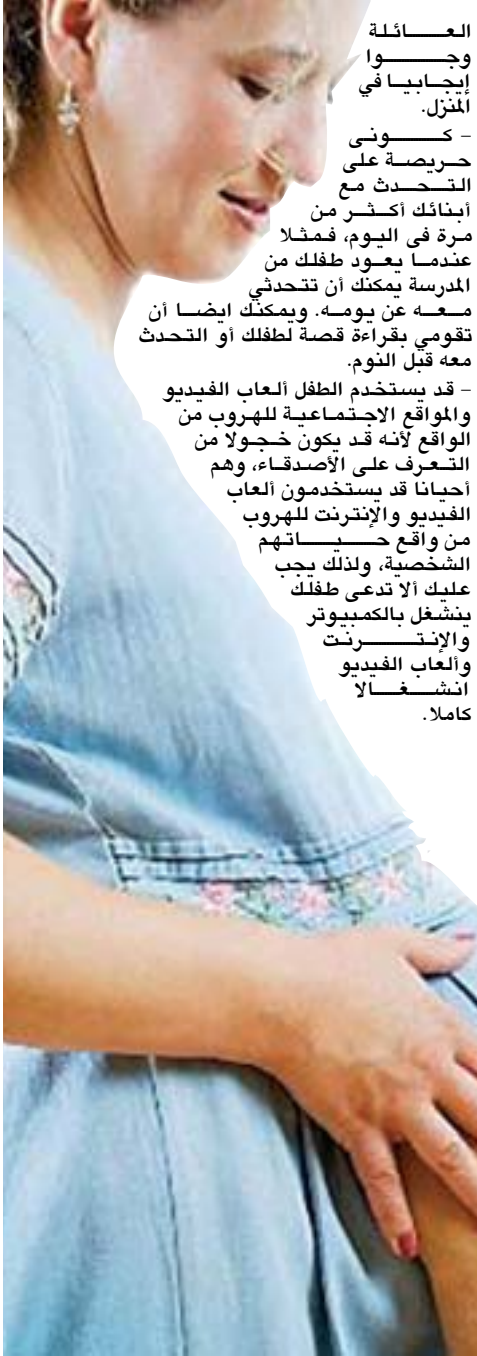 العائلة
وجوا
إيجابيا في
المنزل.
- كونى
حريصة على
التحدث مع
أبنائك أكثر من
مرة فى اليوم، فمثلا
عندما يعود طفلك من
المدرسة يمكنك أن تتحدثي
معه عن يومه. ويمكنك ايضا أن
تقومي بقراءة قصة لطفلك أو التحدث
معه قبل النوم.
- قد يستخدم الطفل ألعاب الفيديو
والمواقع الاجتماعية للهروب من
الواقع لأنه قد يكون خجولا من
التعرف على الأصدقاء، وهم
أحيانا قد يستخدمون ألعاب
الفيديو والإنترنت للهروب
من واقع حياتهم
الشخصية، ولذلك يجب
عليك ألا تدعى طفلك
ينشغل بالكمبيوتر
والإنترنت
وألعاب الفيديو
انشغالا
كاملا.